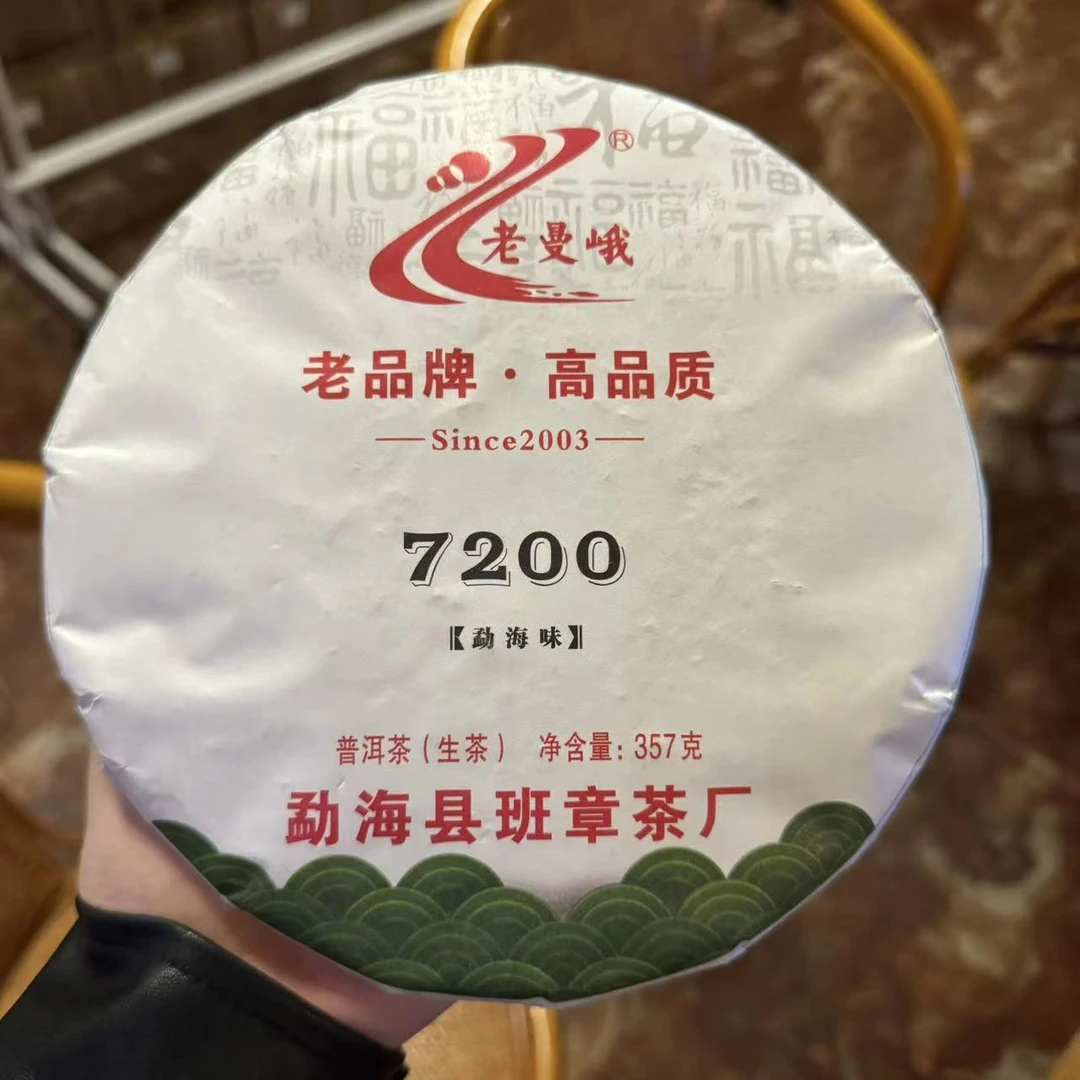 ®
老曼峨
老品牌·高品质
Since2003
7200
【勐海味】
普洱茶(生茶) 净含量:357克
勐海县班章茶厂